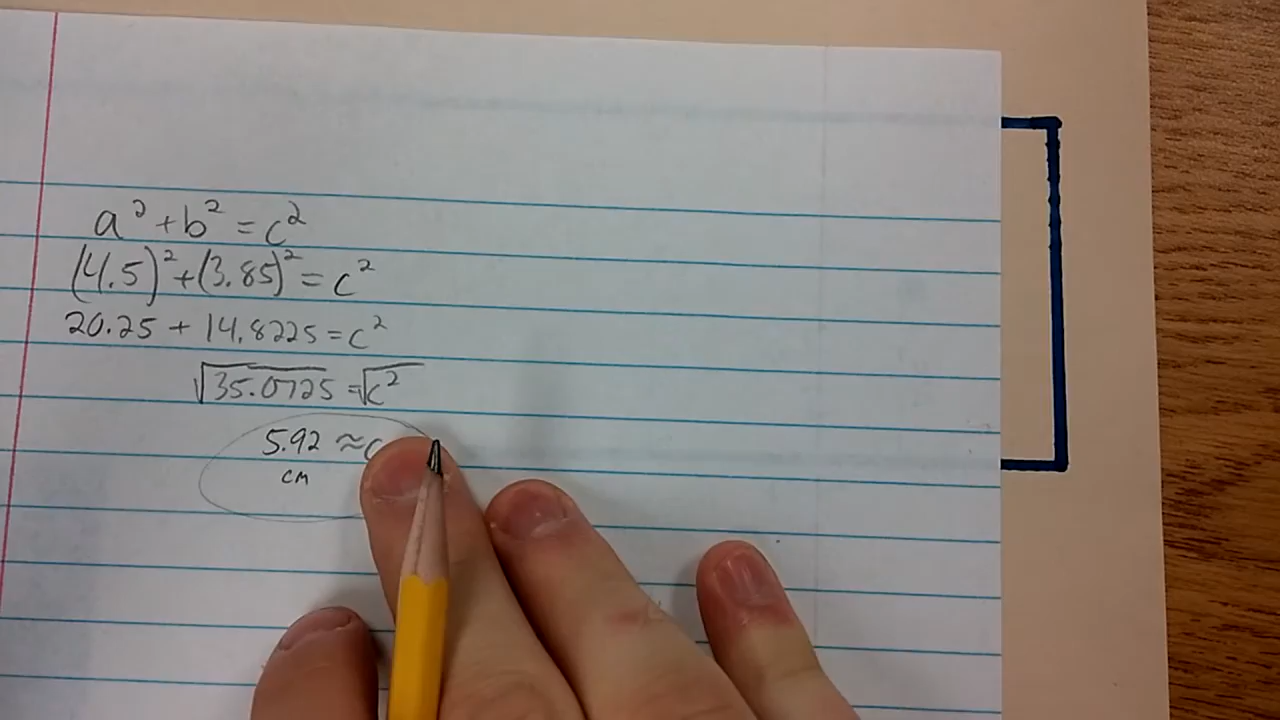 a² + b² = c²
(4.5)² + (3.85)² = c²
20.25 + 14.8225 = c²
√35.0725 = √c²
5.92 ≈ c
cm